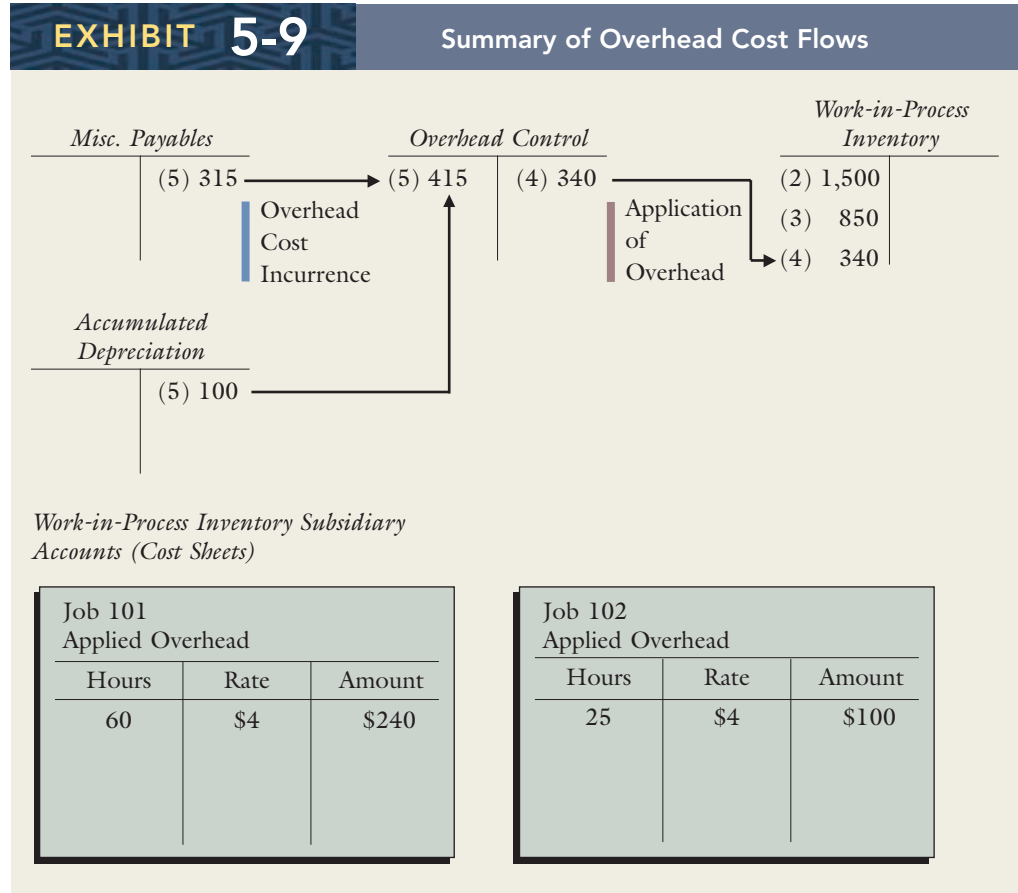 EXHIBIT 5-9
Summary of Overhead Cost Flows
Misc. Payables
(5) 315
Overhead
Cost
Incurrence
Overhead Control
(5) 415 (4) 340
Application
of
Overhead
Work-in-Process
Inventory
(2) 1,500
(3) 850
(4) 340
Accumulated
Depreciation
(5) 100
Work-in-Process Inventory Subsidiary
Accounts (Cost Sheets)
Job 101
Applied Overhead
Hours Rate Amount
60 $4 $240
Job 102
Applied Overhead
Hours Rate Amount
25 $4 $100